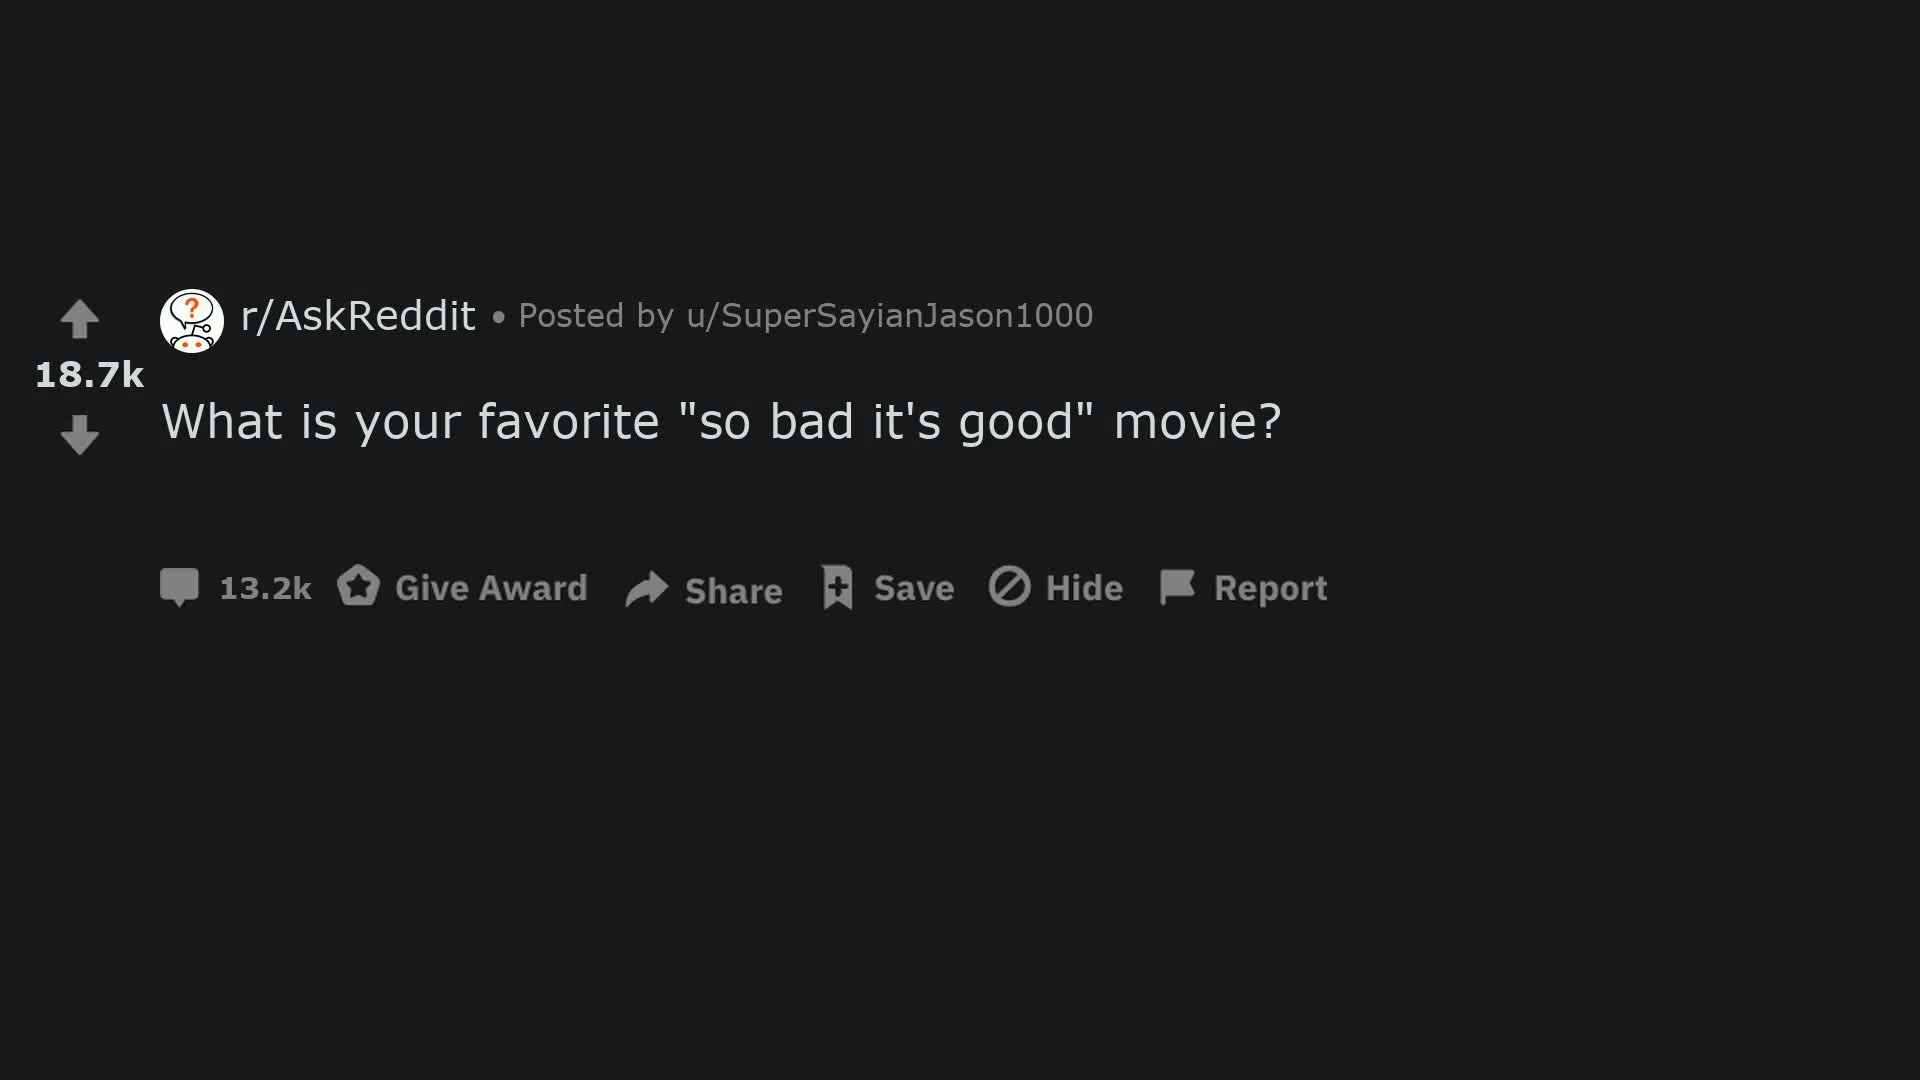 r/AskReddit • Posted by u/SuperSayianJason1000
18.7k
What is your favorite "so bad it's good" movie?
13.2k Give Award Share Save Hide Report